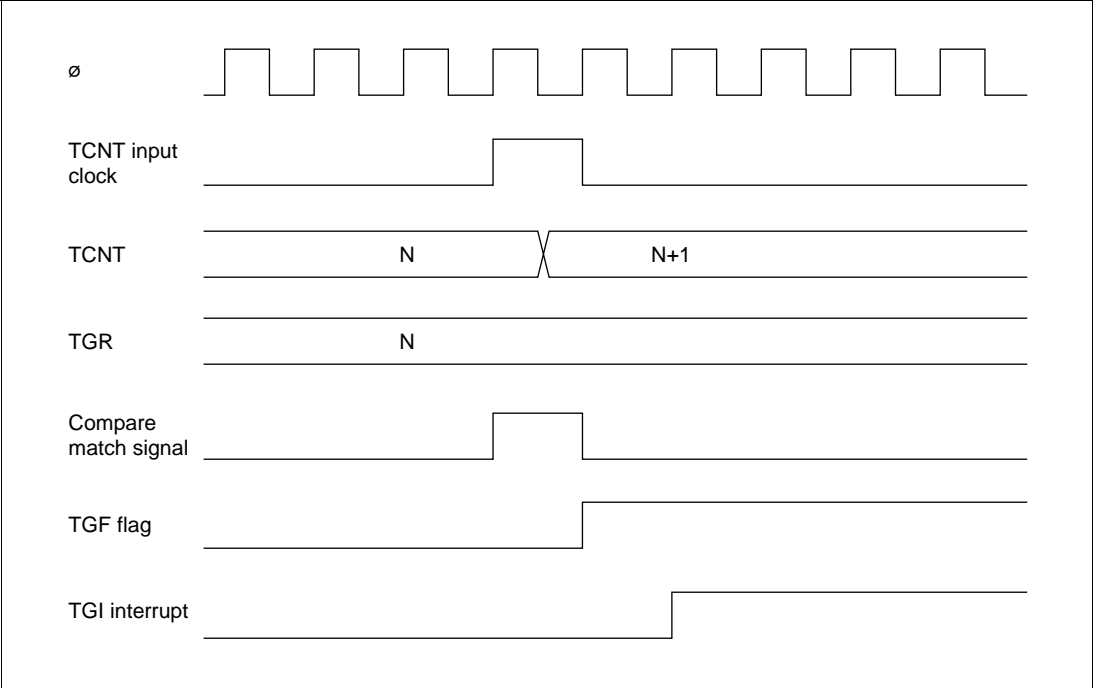 ø
TCNT input
clock
TCNT
N
N+1
TGR
N
Compare
match signal
TGF flag
TGI interrupt